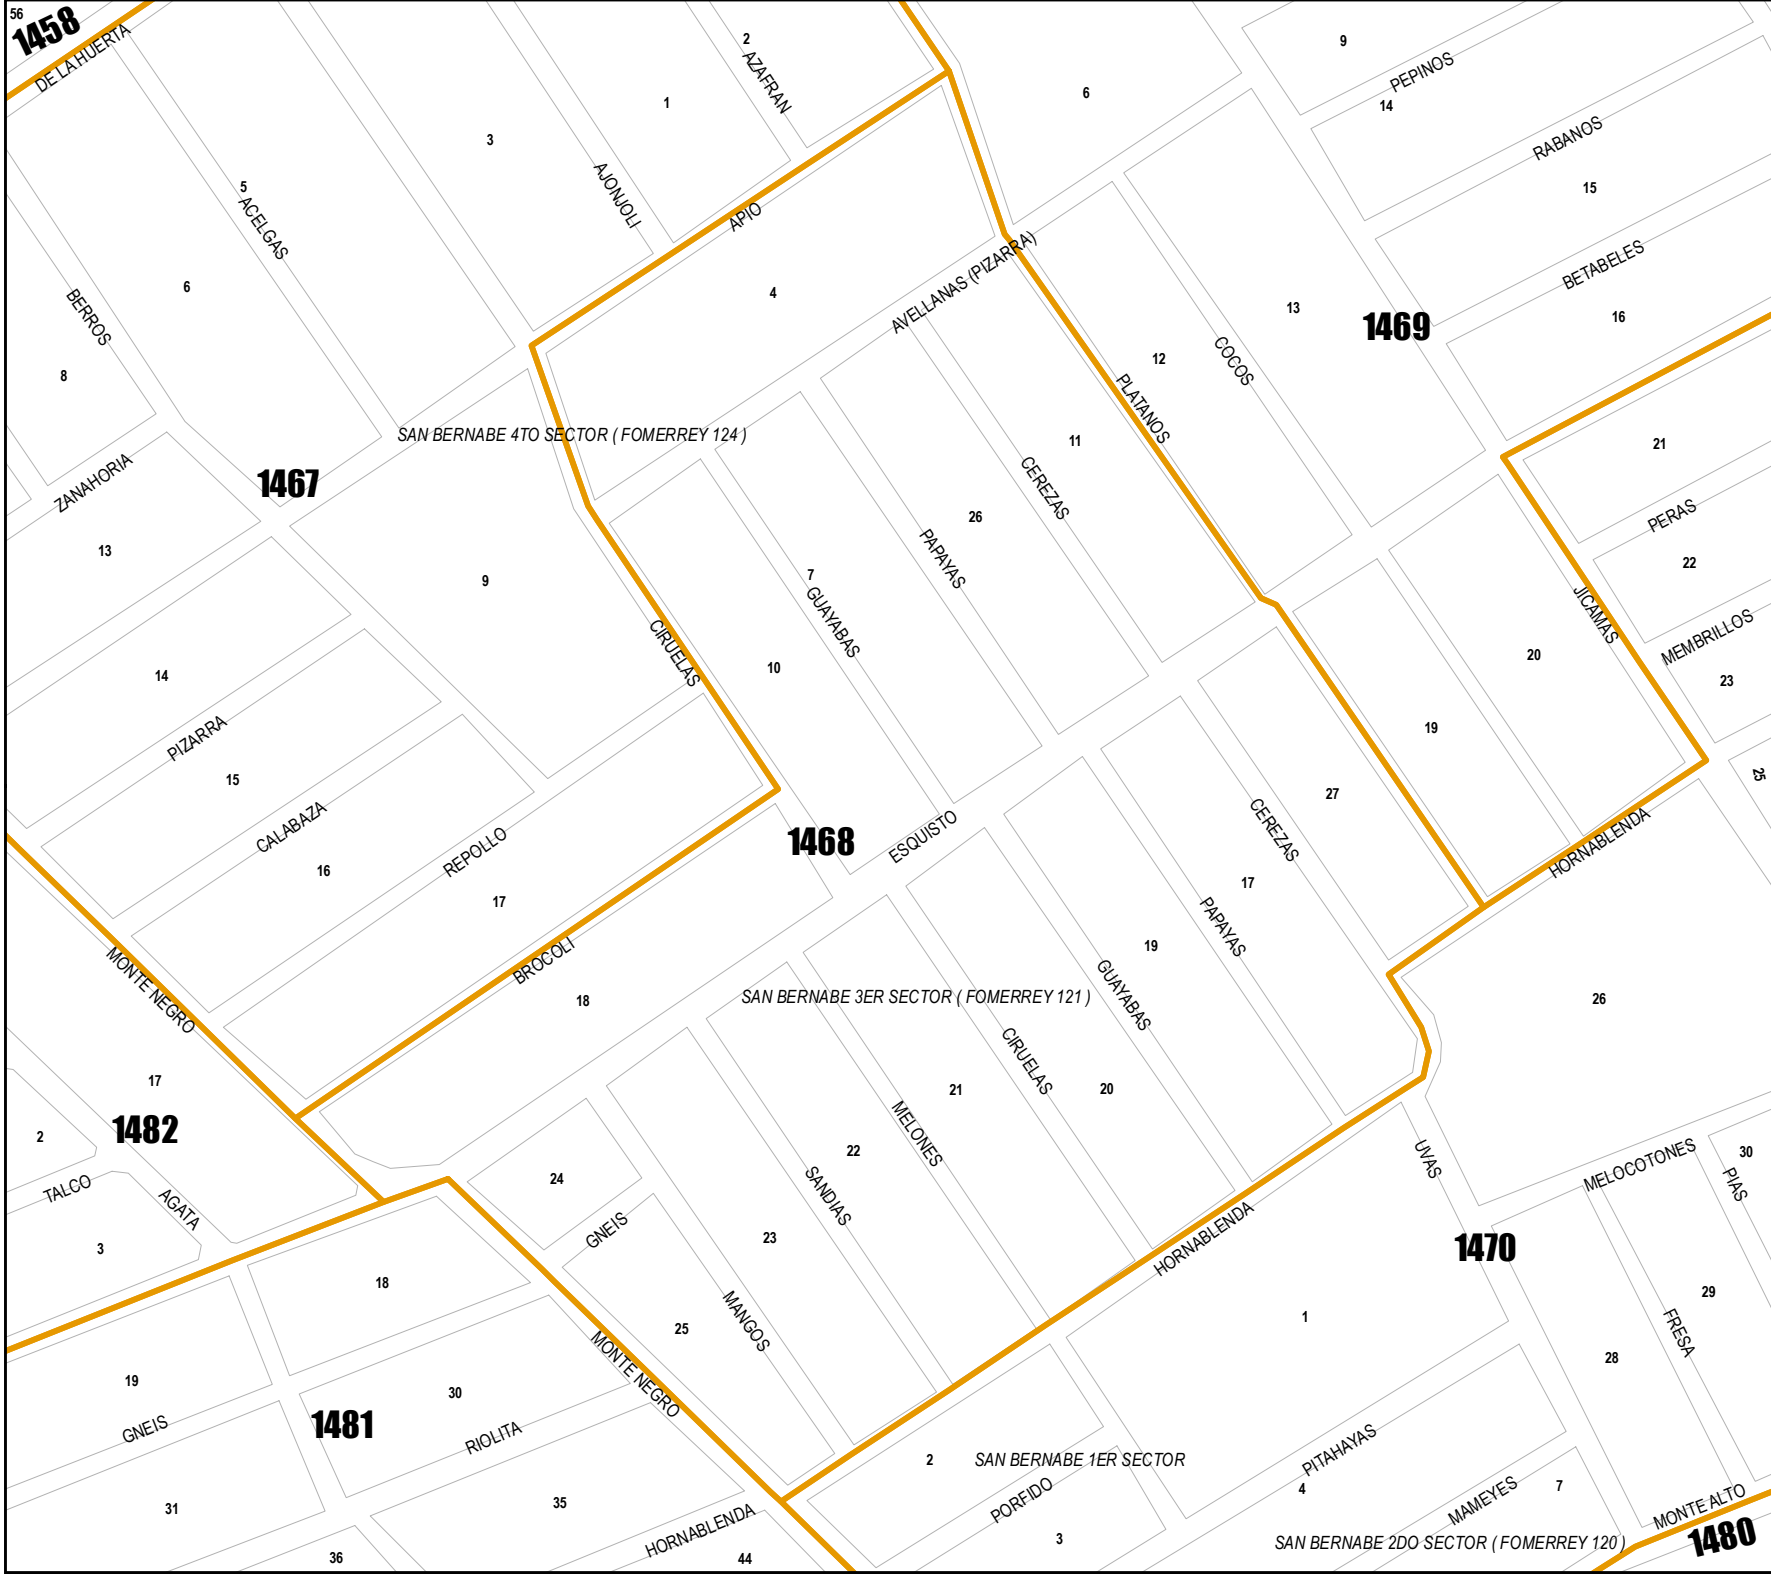 56
1458
DE LA HUERTA
2
AZAFRAN
9
PEPINOS
6
14
1
3
RABANOS
5
ACELGAS
AJONJOLI
15
APIO
AVELLANAS (PIZARRA)
BETABELES
6
4
BERROS
13
1469
16
8
12
COCOS
PLATANOS
SAN BERNABE 4TO SECTOR ( FOMERREY 124 )
11
21
ZANAHORIA
1467
CEREZAS
26
PERAS
13
9
7
PAPAYAS
22
GUAYABAS
JICAMAS
CIRUELAS
MEMBRILLOS
14
10
20
23
PIZARRA
19
15
25
27
CALABAZA
REPOLLO
1468
ESQUISTO
CEREZAS
HORNABLENDA
16
17
17
PAPAYAS
BROCOLI
19
MONTE NEGRO
18
SAN BERNABE 3ER SECTOR ( FOMERREY 121 )
GUAYABAS
26
CIRUELAS
17
21
20
2
1482
MELONES
22
UVAS
30
TALCO
AGATA
24
SANDIAS
MELOCOTONES
PIAS
GNEIS
3
23
HORNABLENDA
1470
18
29
25
MANGOS
1
FRESA
MONTE NEGRO
28
19
30
GNEIS
1481
RIOLITA
2
SAN BERNABE 1ER SECTOR
PITAHAYAS
4
7
31
35
PORFIDO
MAMEYES
MONTE ALTO
HORNABLENDA
3
SAN BERNABE 2DO SECTOR ( FOMERREY 120 )
1480
36
44